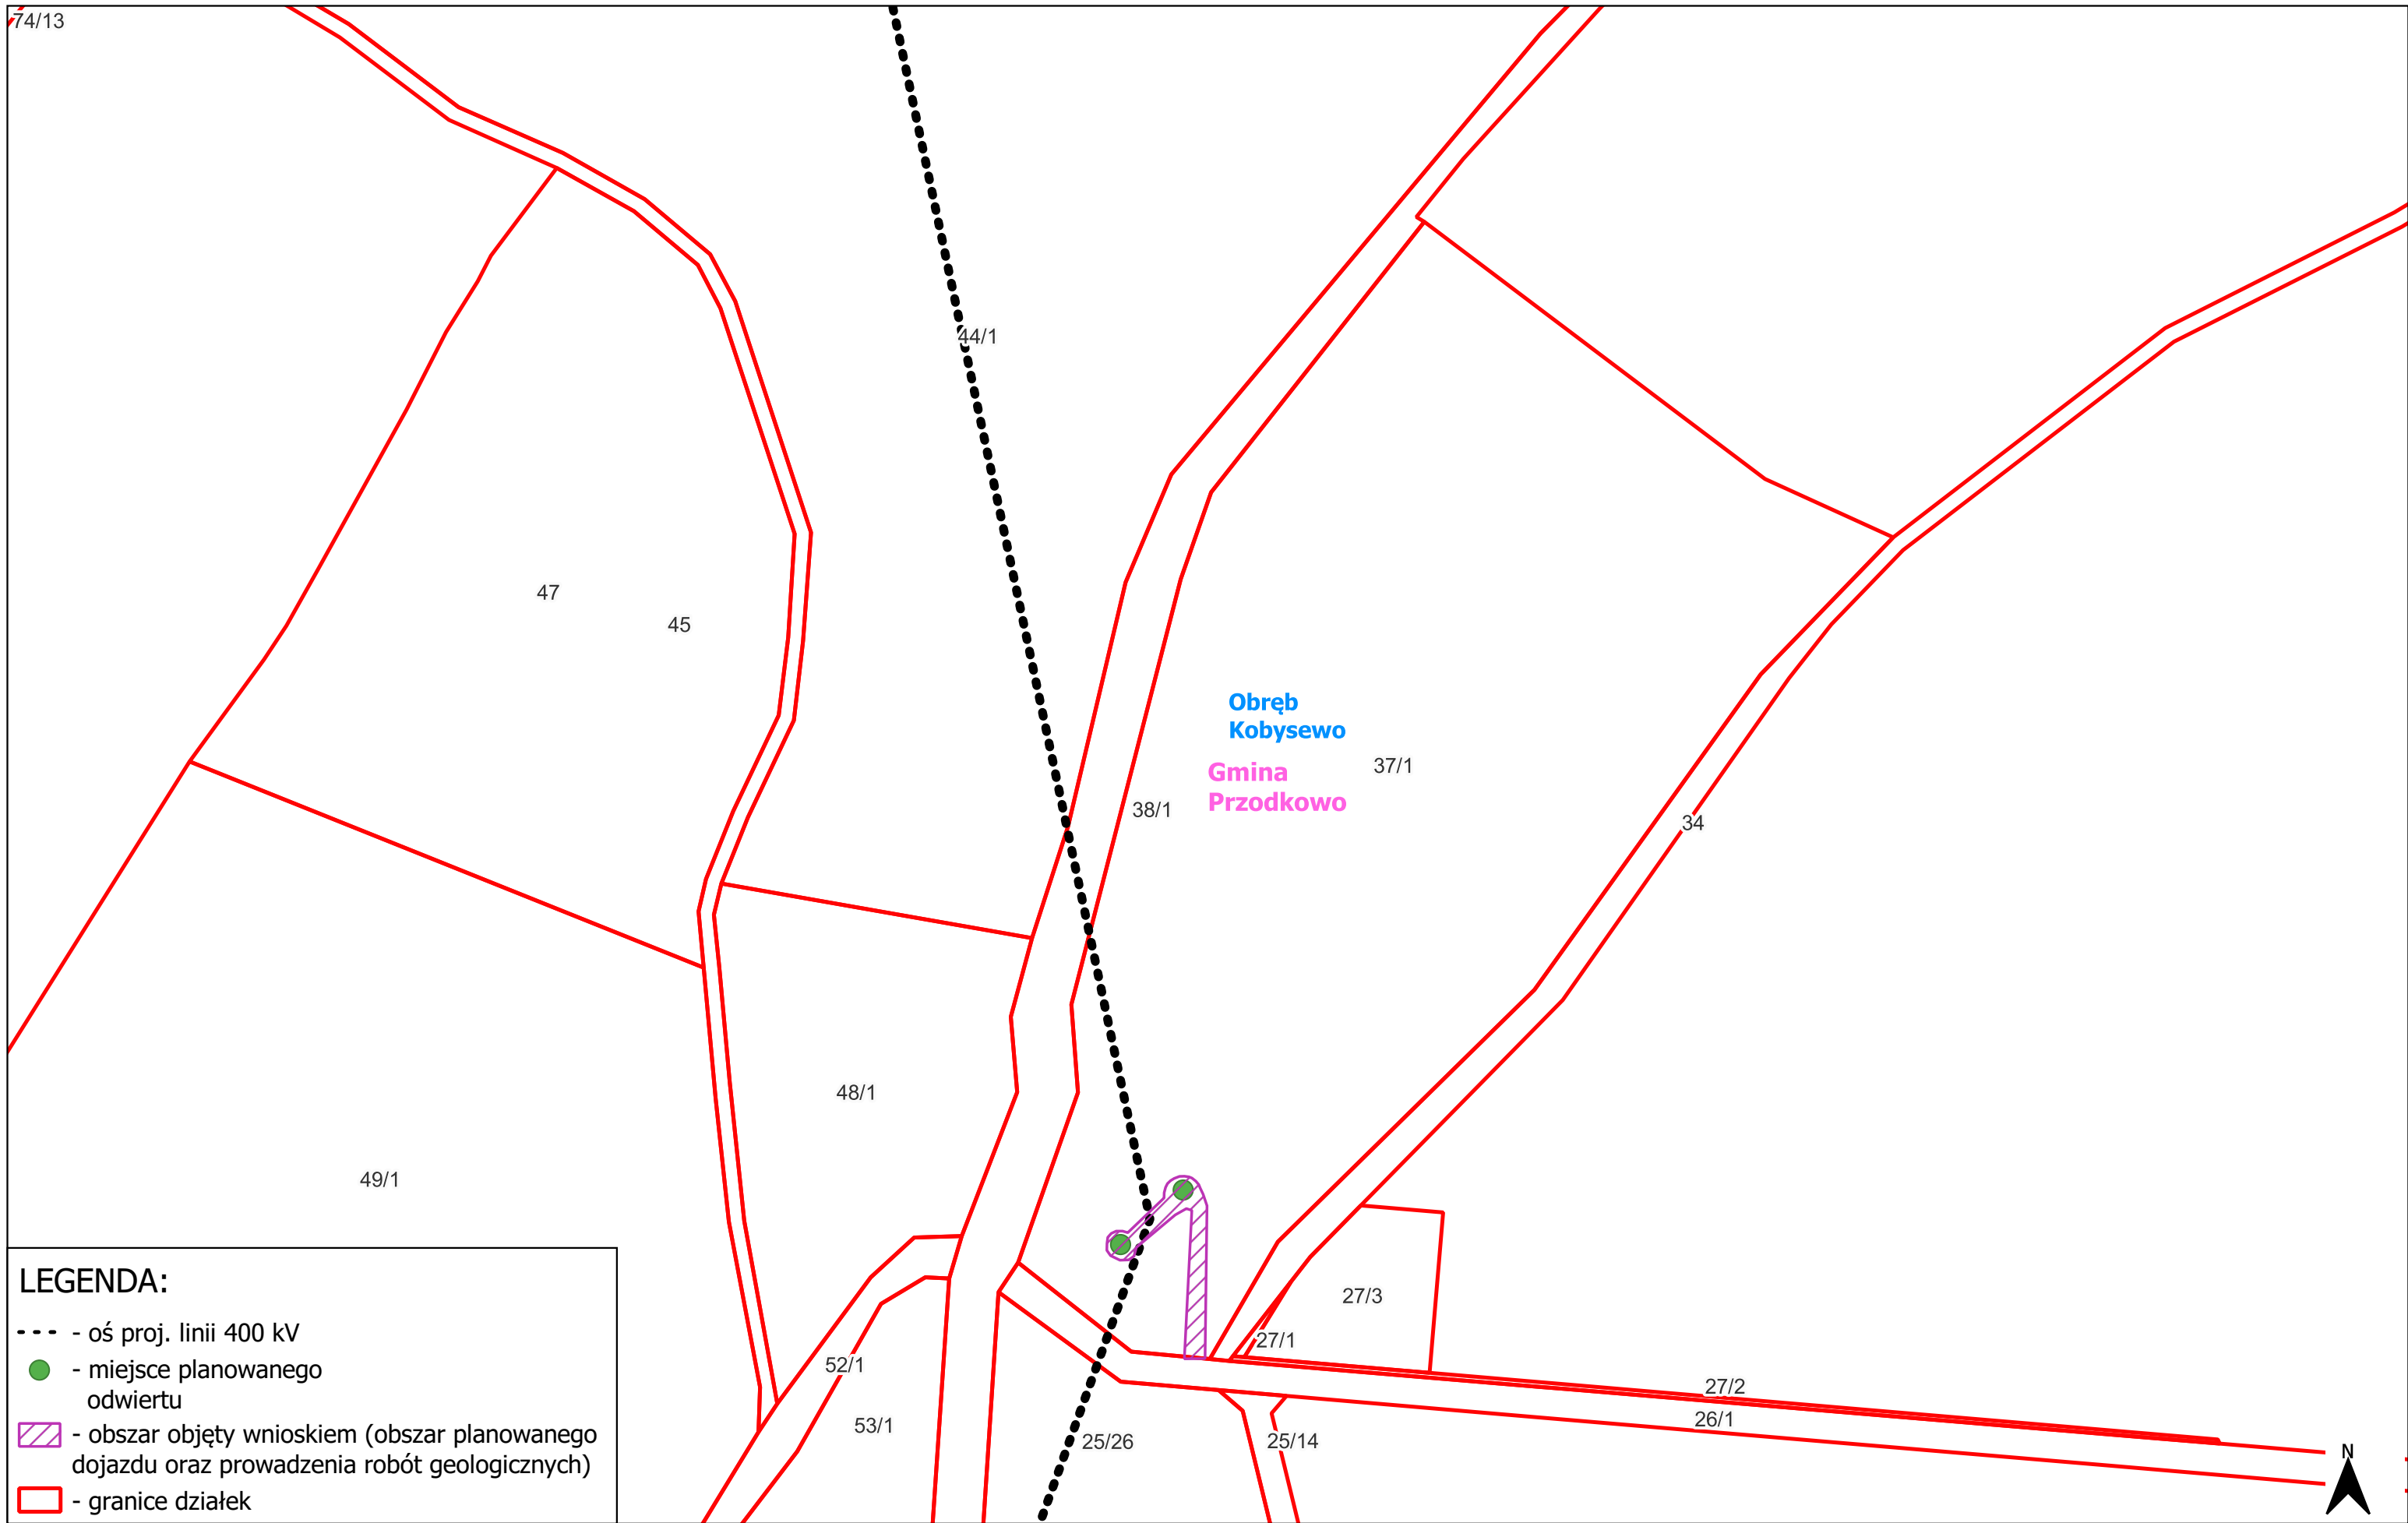 74/13
44/1
47
45
Obręb
Kobysewo
37/1
Gmina
Przodkowo
38/1
34
48/1
49/1
27/3
27/1
52/1
27/2
26/1
53/1
25/26
25/14
N
LEGENDA:
- oś proj. linii 400 kV
- miejsce planowanego
odwiertu
- obszar objęty wnioskiem (obszar planowanego
dojazdu oraz prowadzenia robót geologicznych)
- granice działek